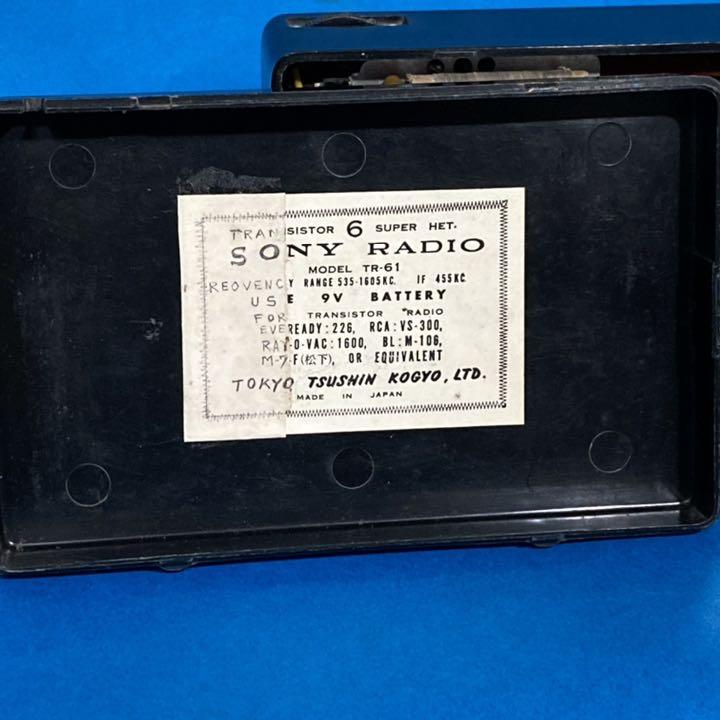 TRANSISTOR 6 SUPER HET.
SONY RADIO
MODEL TR-61
REOVENCY RANGE 535-1605KC. IF 455KC
USE 9V BATTERY
FOR TRANSISTOR RADIO
EVEREADY:226, RCA:VS-300,
RAY-O-VAC:1600, BL:M-106,
M-7F(松下), OR EQUIVALENT
TOKYO TSUSHIN KOGYO, LTD.
MADE IN JAPAN